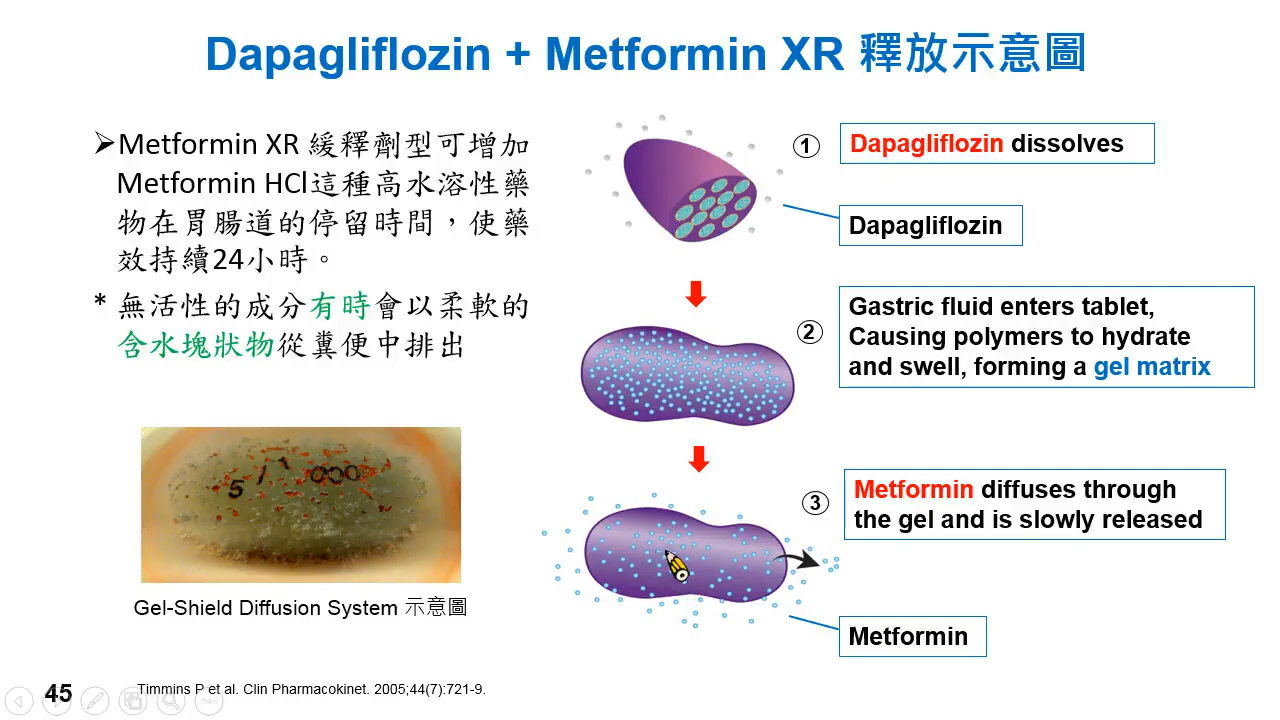 Dapagliflozin + Metformin XR 釋放示意圖
➢Metformin XR 緩釋劑型可增加
Metformin HCl這種高水溶性藥
物在胃腸道的停留時間，使藥
效持續24小時。
* 無活性的成分有時會以柔軟的
含水塊狀物從糞便中排出
5/1000
Gel-Shield Diffusion System 示意圖
① Dapagliflozin dissolves
Dapagliflozin
② Gastric fluid enters tablet,
Causing polymers to hydrate
and swell, forming a gel matrix
③ Metformin diffuses through
the gel and is slowly released
Metformin
45
Timmins P et al. Clin Pharmacokinet. 2005;44(7):721-9.